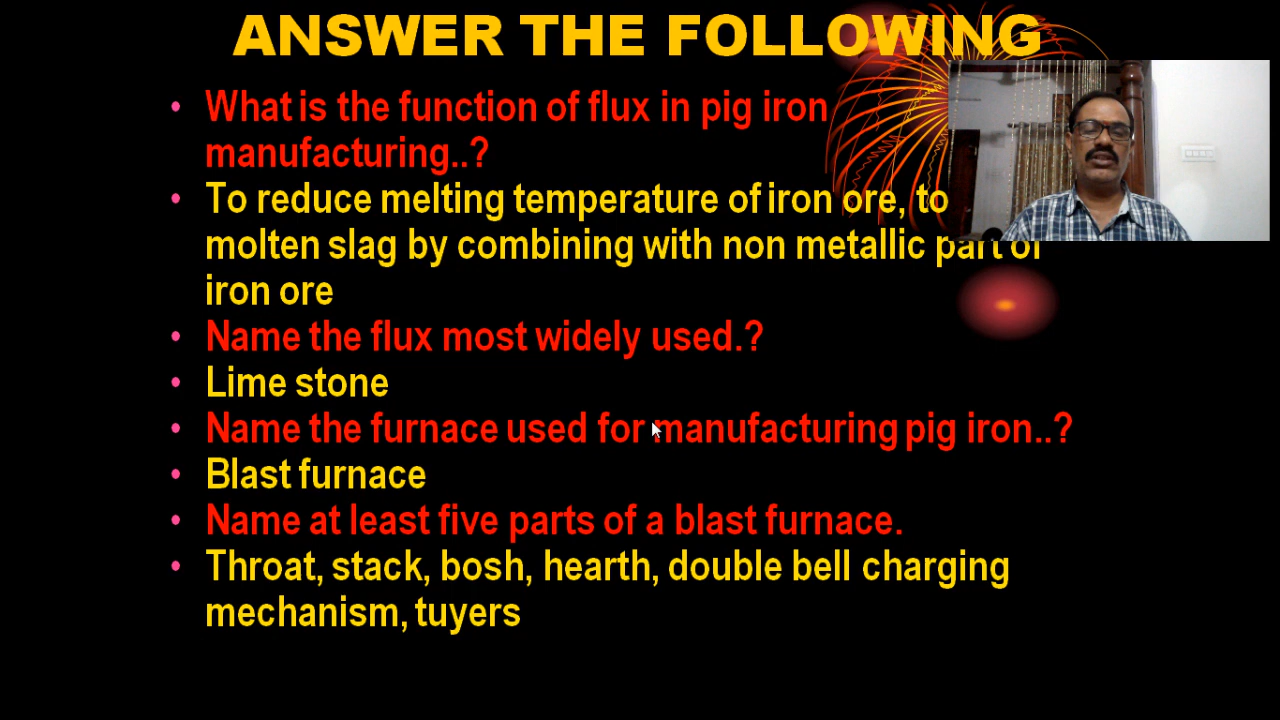 ANSWER THE FOLLOWING
• What is the function of flux in pig iron
manufacturing..?
• To reduce melting temperature of iron ore, to
molten slag by combining with non metallic part of
iron ore
• Name the flux most widely used.?
• Lime stone
• Name the furnace used for manufacturing pig iron..?
• Blast furnace
• Name at least five parts of a blast furnace.
• Throat, stack, bosh, hearth, double bell charging
mechanism, tuyers